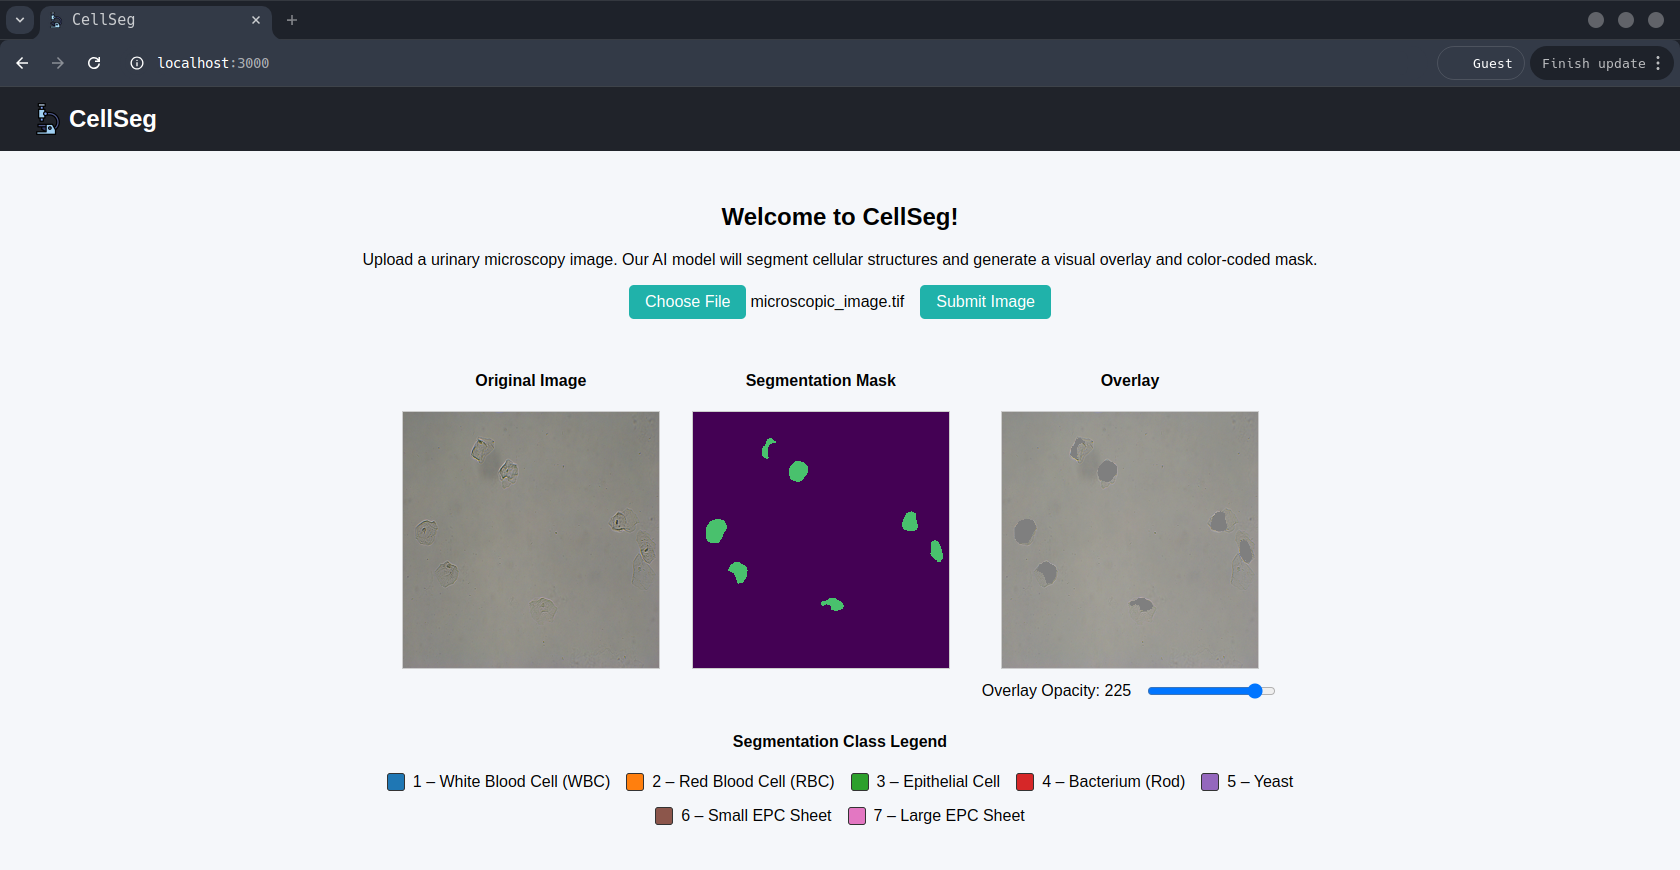 CellSeg
localhost:3000
Guest
Finish update
CellSeg
Welcome to CellSeg!
Upload a urinary microscopy image. Our AI model will segment cellular structures and generate a visual overlay and color-coded mask.
Choose File microscopic_image.tif Submit Image
Original Image Segmentation Mask Overlay
Overlay Opacity: 225
Segmentation Class Legend
1 – White Blood Cell (WBC) 2 – Red Blood Cell (RBC) 3 – Epithelial Cell 4 – Bacterium (Rod) 5 – Yeast
6 – Small EPC Sheet 7 – Large EPC Sheet